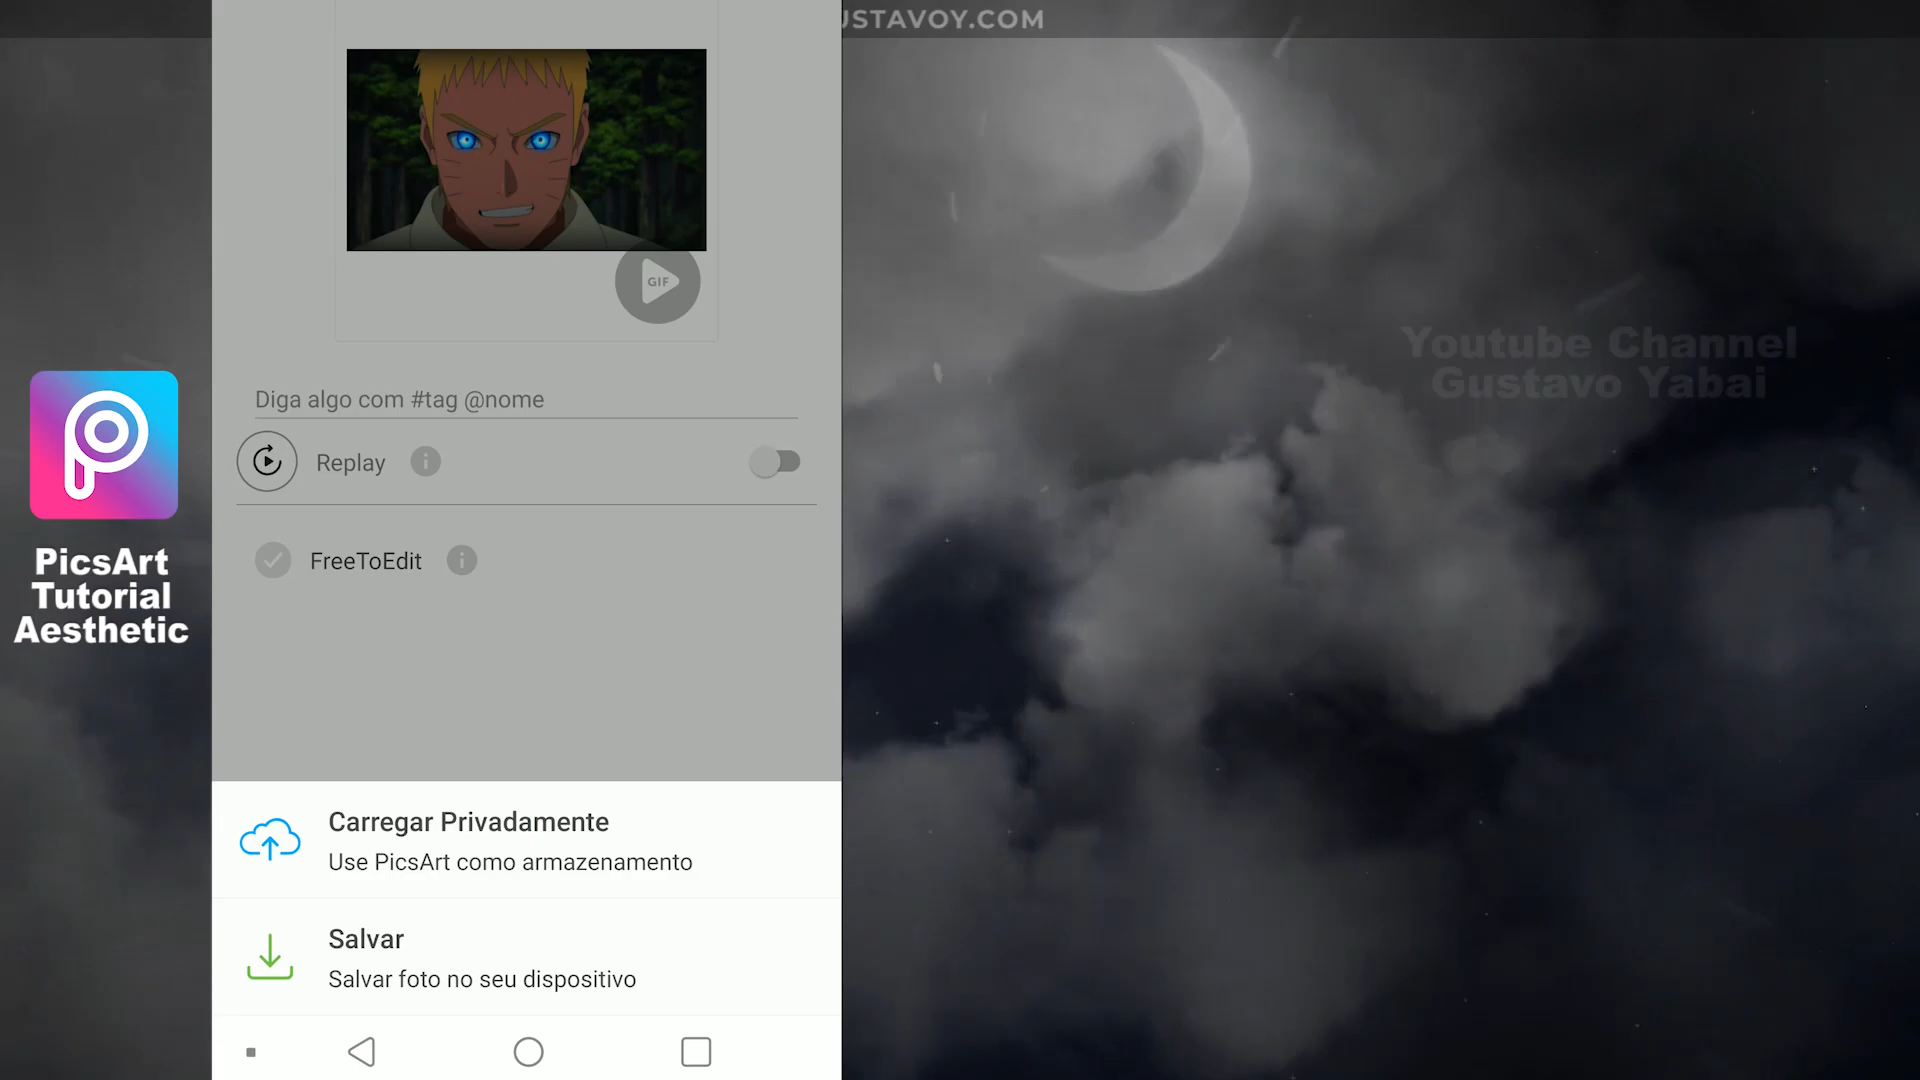 USTAVOY.COM
GIF
Diga algo com #tag @nome
Replay
FreeToEdit
PicsArt
Tutorial
Aesthetic
Youtube Channel
Gustavo Yabai
Carregar Privadamente
Use PicsArt como armazenamento
Salvar
Salvar foto no seu dispositivo